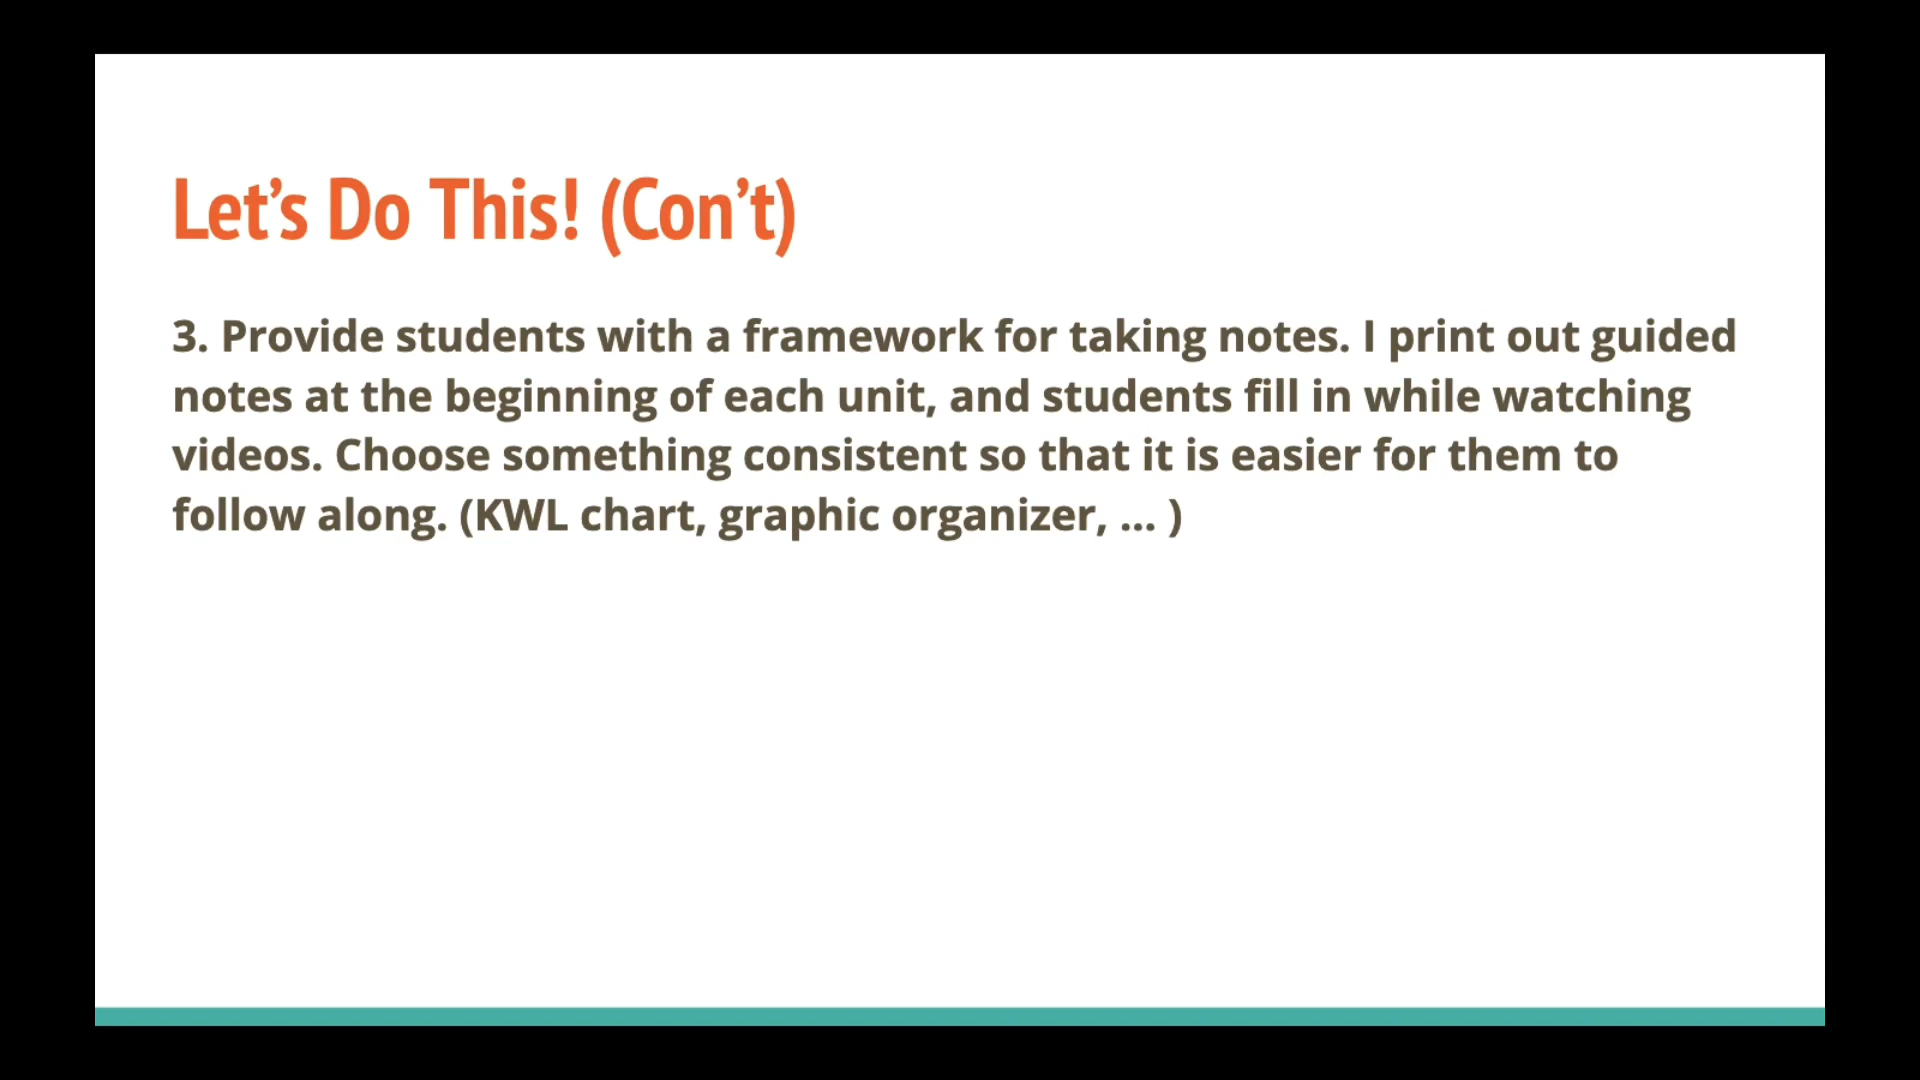 Let’s Do This! (Con’t)
3. Provide students with a framework for taking notes. I print out guided
notes at the beginning of each unit, and students fill in while watching
videos. Choose something consistent so that it is easier for them to
follow along. (KWL chart, graphic organizer, ... )